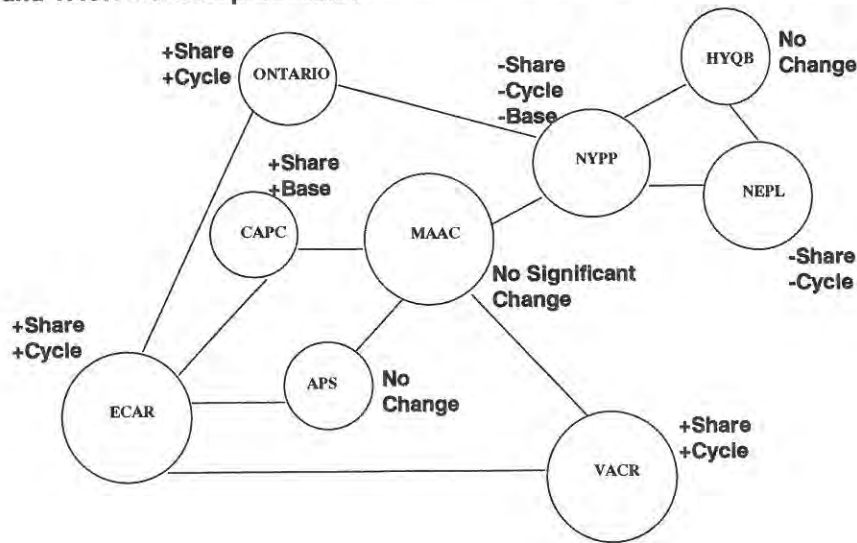 +Share
+Cycle
ONTARIO
-Share
-Cycle
-Base
HYQB
No
Change
NYPP
NEPL
-Share
-Cycle
+Share
+Base
CAPC
MAAC
No Significant
Change
+Share
+Cycle
ECAR
APS
No
Change
+Share
+Cycle
VACR